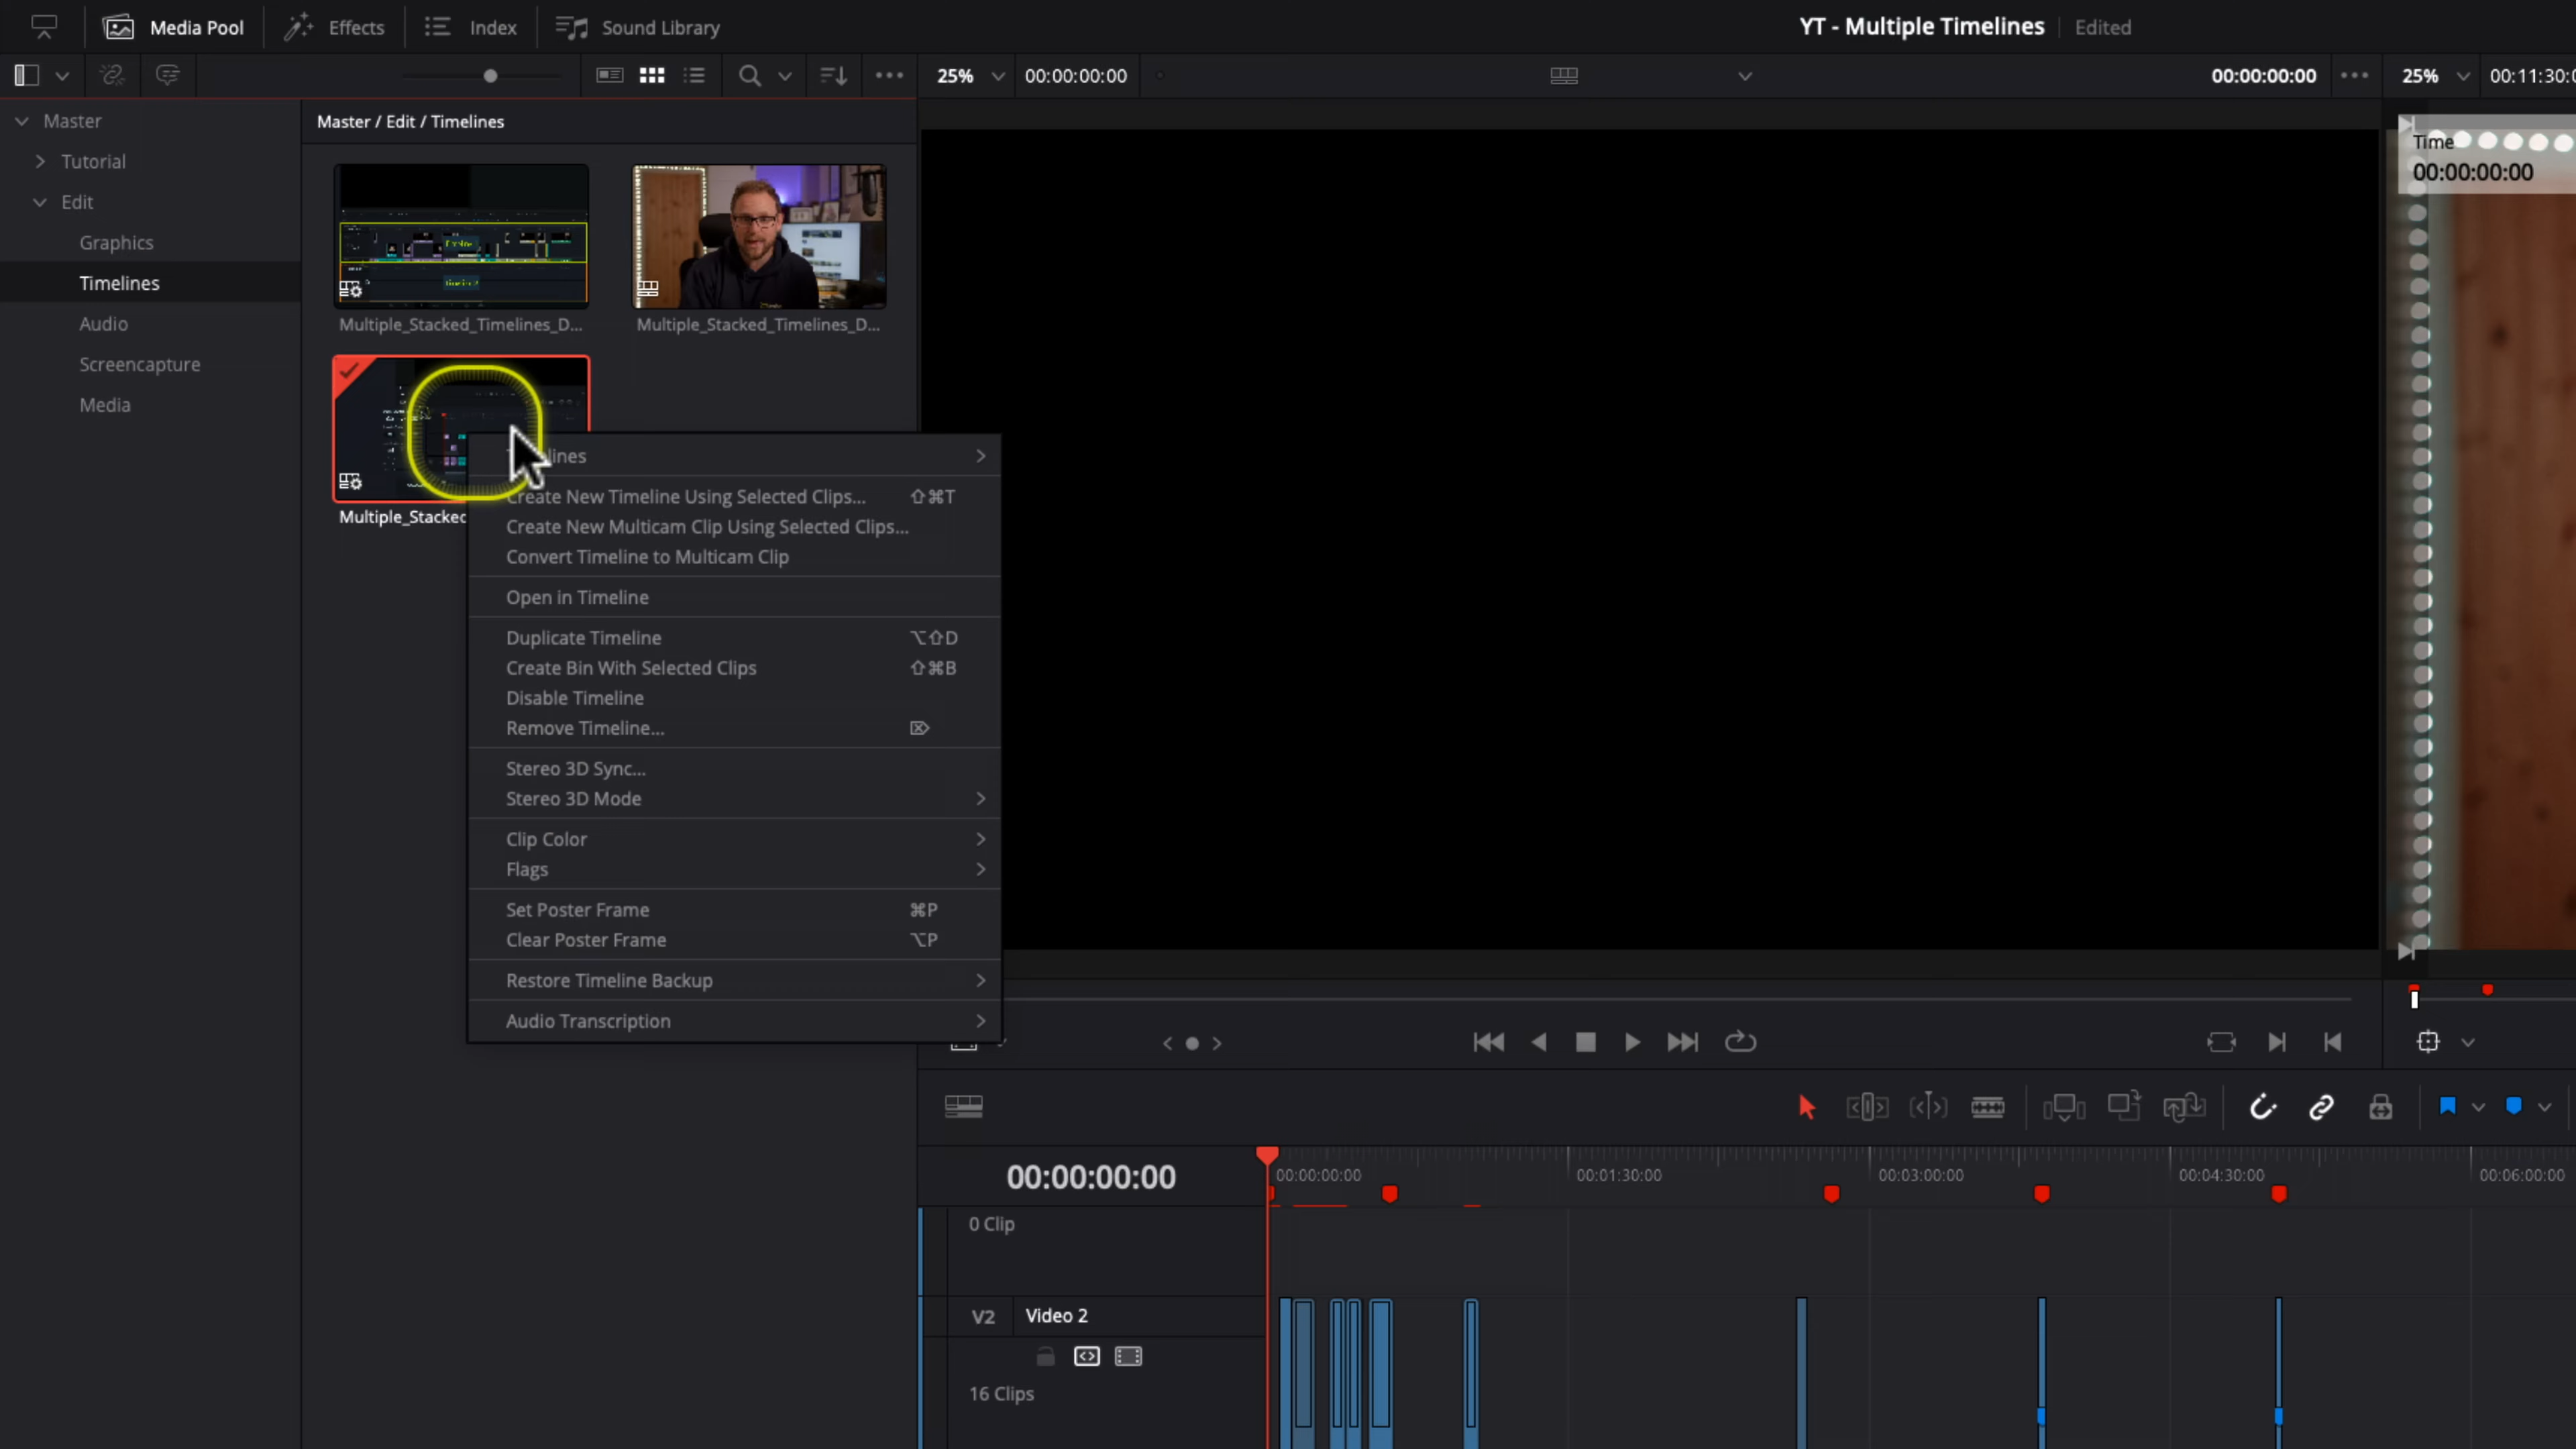 Media Pool
Effects
Index
Sound Library
YT - Multiple Timelines
Edited
25%
00:00:00:00
00:00:00:00
25%
Master
Tutorial
Edit
Graphics
Timelines
Audio
Screencapture
Media
Master / Edit / Timelines
Multiple_Stacked_Timelines_D...
Multiple_Stacked_Timelines_D...
Multiple_Stacked
Time
00:00:00:00
Create New Timeline Using Selected Clips... ⇧⌘T
Create New Multicam Clip Using Selected Clips...
Convert Timeline to Multicam Clip
Open in Timeline
Duplicate Timeline ⌥⇧D
Create Bin With Selected Clips ⇧⌘B
Disable Timeline
Remove Timeline... ⌦
Stereo 3D Sync...
Stereo 3D Mode
Clip Color
Flags
Set Poster Frame ⌘P
Clear Poster Frame ⌥P
Restore Timeline Backup
Audio Transcription
00:00:00:00
00:00:00:00
00:01:30:00
00:03:00:00
00:04:30:00
00:06:00:00
0 Clip
V2
Video 2
16 Clips